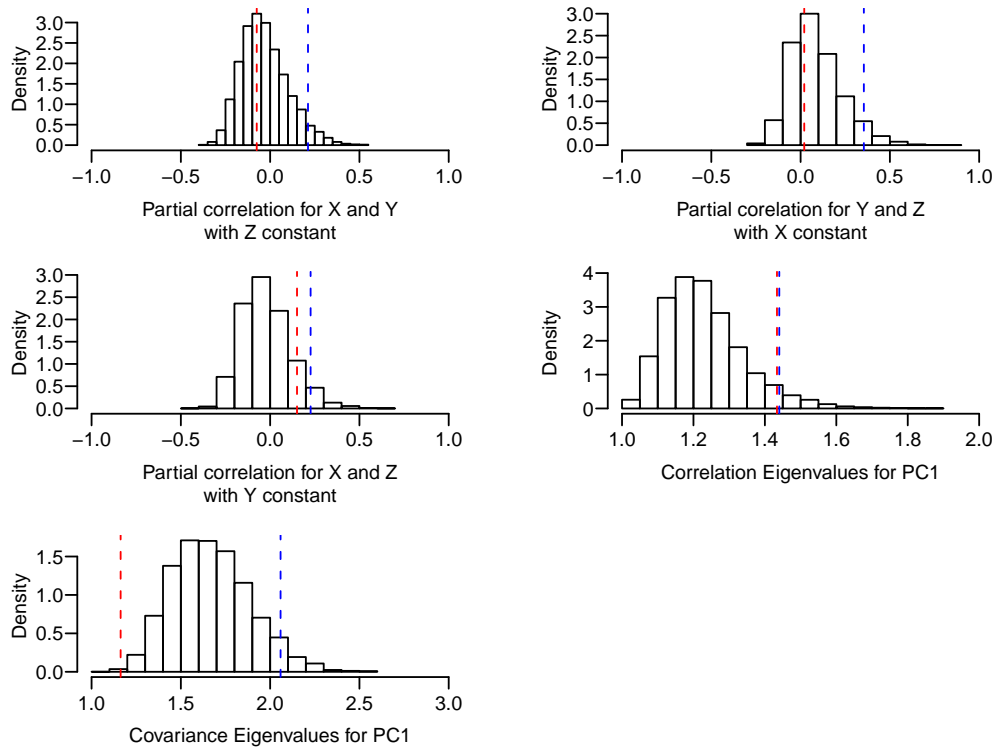 Density
3.0
2.5
2.0
1.5
1.0
0.5
0.0
−1.0 −0.5 0.0 0.5 1.0
Partial correlation for X and Y
with Z constant
Density
3.0
2.5
2.0
1.5
1.0
0.5
0.0
−1.0 −0.5 0.0 0.5 1.0
Partial corelation for Y and Z
with X constant
Density
3.0
2.5
2.0
1.5
1.0
0.5
0.0
−1.0 −0.5 0.0 0.5 1.0
Partial correlation for X and Z
with Y constant
Density
4
3
2
1
0
1.0 1.2 1.4 1.6 1.8 2.0
Correlation Eigenvalues for PC1
Density
1.5
1.0
0.5
0.0
1.0 1.5 2.0 2.5 3.0
Covariance Eigenvalues for PC1